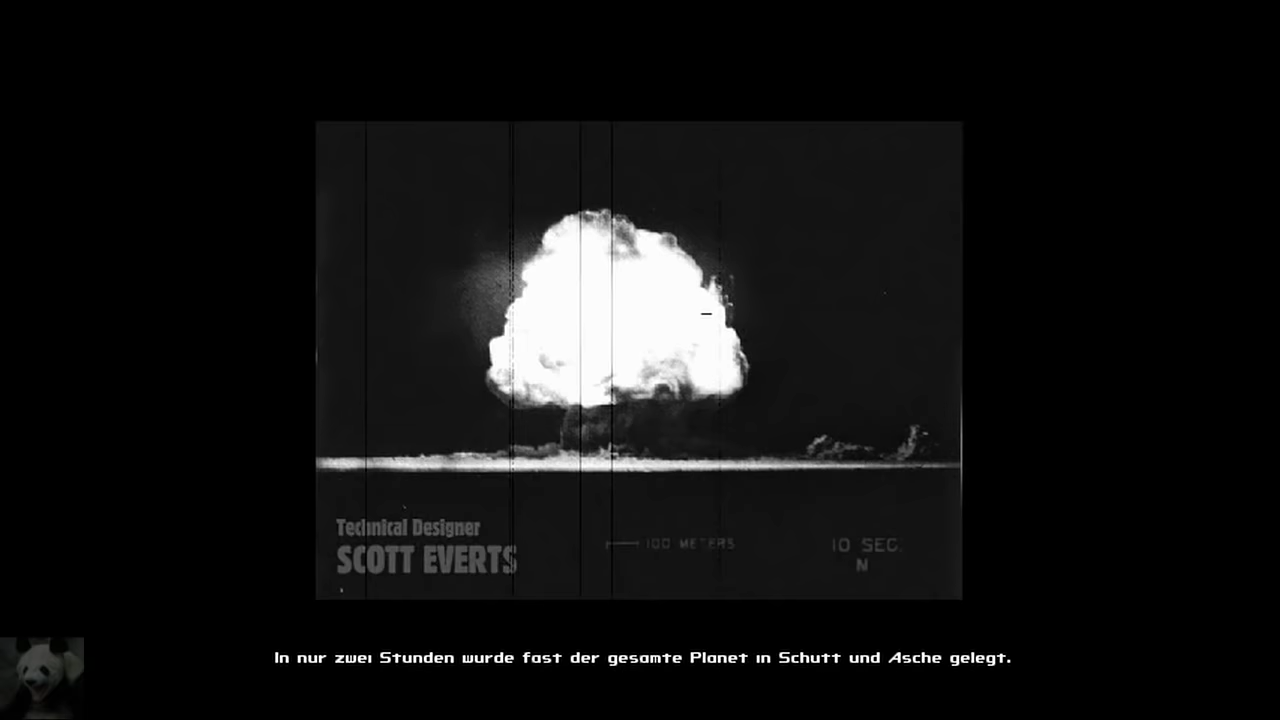 Technical Designer
SCOTT EVERTS
100 METERS
10 SEC.
N
In nur zwei Stunden wurde fast der gesamte Planet in Schutt und Asche gelegt.